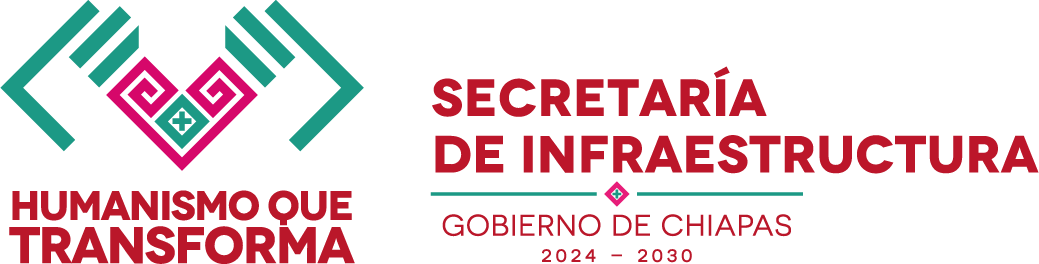 HUMANISMO QUE
TRANSFORMA
SECRETARÍA
DE INFRAESTRUCTURA
GOBIERNO DE CHIAPAS
2024 – 2030